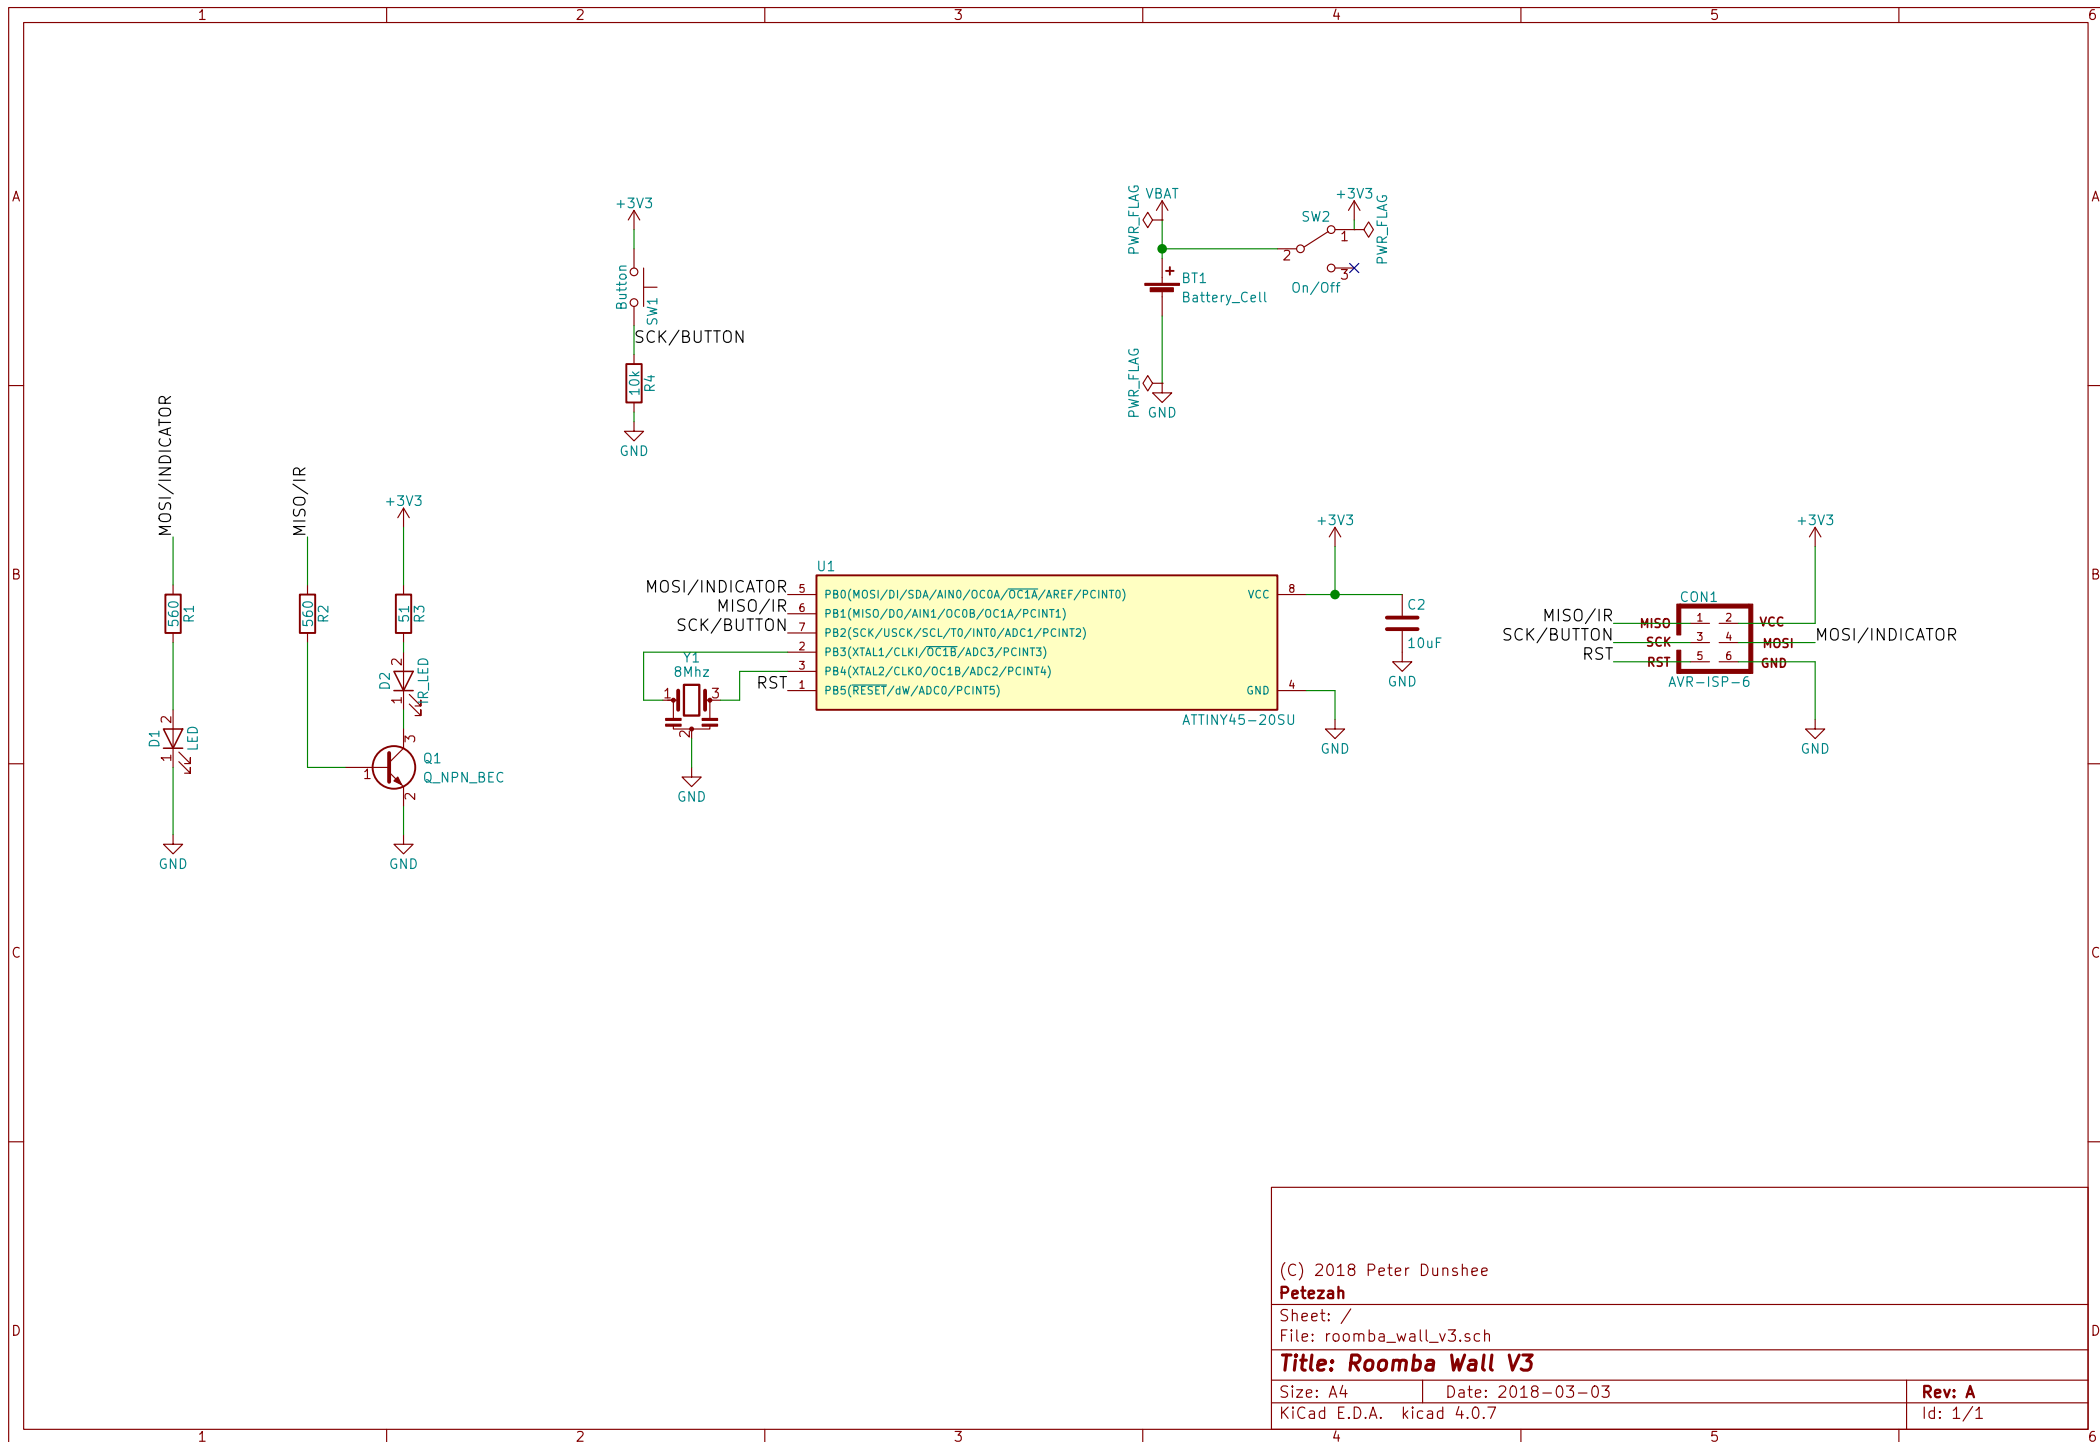 1 2 3 4 5 6
A A
B B
C C
D D
+3V3
Button
SW1
SCK/BUTTON
10k
R4
GND
PWR_FLAG
VBAT
+3V3
PWR_FLAG
SW2
1
2
3
On/Off
+
BT1
Battery_Cell
PWR_FLAG
GND
MOSI/INDICATOR
560
R1
2
D1
LED
1
GND
MISO/IR
560
R2
+3V3
51
R3
2
D2
IR_LED
1
3
Q1
1
Q_NPN_BEC
2
GND
U1
MOSI/INDICATOR 5 PB0(MOSI/DI/SDA/AIN0/OC0A/OC1A/AREF/PCINT0)
MISO/IR 6 PB1(MISO/DO/AIN1/OC0B/OC1A/PCINT1)
SCK/BUTTON 7 PB2(SCK/USCK/SCL/T0/INT0/ADC1/PCINT2)
2 PB3(XTAL1/CLKI/OC1B/ADC3/PCINT3)
3 PB4(XTAL2/CLKO/OC1B/ADC2/PCINT4)
RST 1 PB5(RESET/dW/ADC0/PCINT5)
VCC 8
GND 4
ATTINY45-20SU
Y1
8Mhz
1 3
2
GND
+3V3
C2
10uF
GND
GND
+3V3
CON1
MISO/IR MISO 1 2 VCC
SCK/BUTTON SCK 3 4 MOSI MOSI/INDICATOR
RST RST 5 6 GND
AVR-ISP-6
GND
(C) 2018 Peter Dunshee
Petezah
Sheet: /
File: roomba_wall_v3.sch
Title: Roomba Wall V3
Size: A4 Date: 2018-03-03 Rev: A
KiCad E.D.A. kicad 4.0.7 Id: 1/1
1 2 3 4 5 6